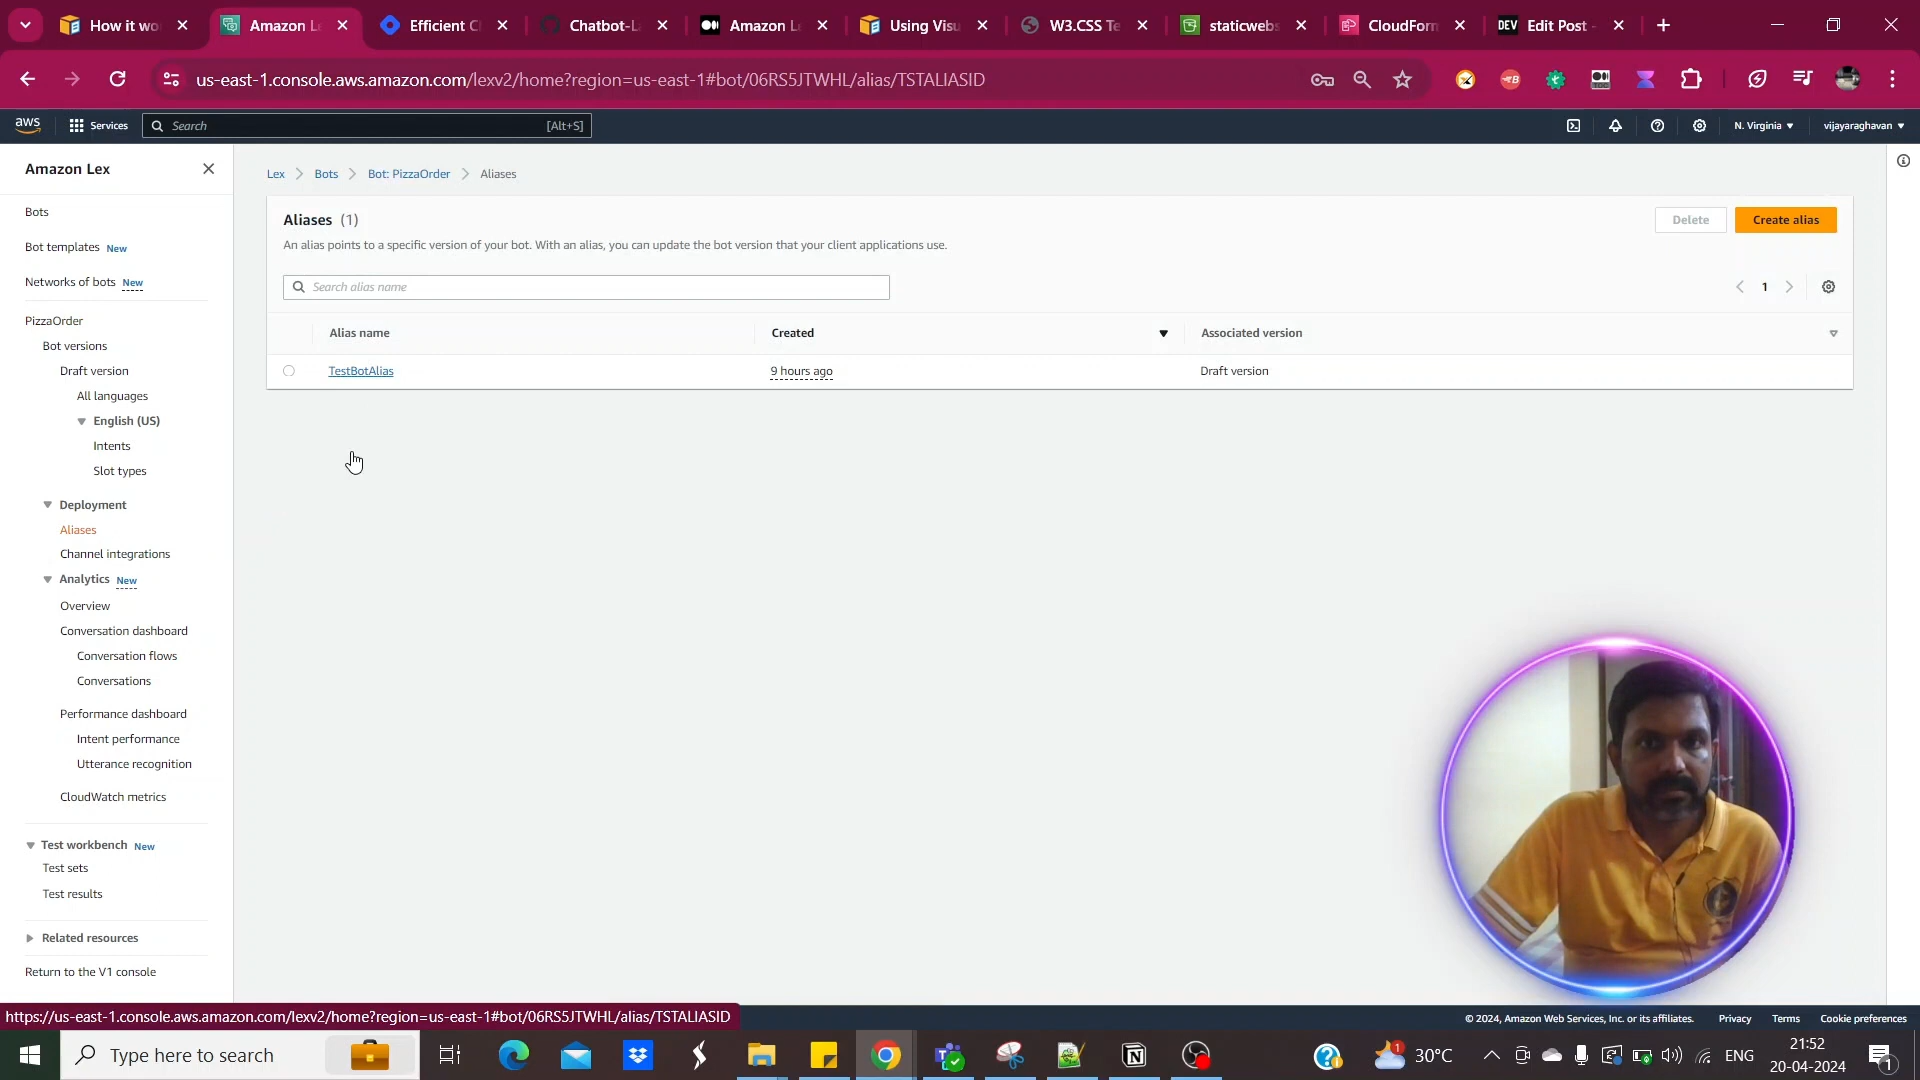 How it wo
Amazon L
Efficient C
Chatbot-L
Amazon Le
Using Visu
W3.CSS Te
staticwebs
CloudForm
DEV Edit Post -
us-east-1.console.aws.amazon.com/lexv2/home?region=us-east-1#bot/06RS5JTWHL/alias/TSTALIASID
aws Services Search [Alt+S] N. Virginia vijayaraghavan
Amazon Lex
Bots
Bot templates New
Networks of bots New
PizzaOrder
Bot versions
Draft version
All languages
English (US)
Intents
Slot types
Deployment
Aliases
Channel integrations
Analytics New
Overview
Conversation dashboard
Conversation flows
Conversations
Performance dashboard
Intent performance
Utterance recognition
CloudWatch metrics
Test workbench New
Test sets
Test results
Related resources
Return to the V1 console
Lex Bots Bot: PizzaOrder Aliases
Aliases (1)
Delete Create alias
An alias points to a specific version of your bot. With an alias, you can update the bot version that your client applications use.
Search alias name
1
Alias name Created Associated version
TestBotAlias 9 hours ago Draft version
https://us-east-1.console.aws.amazon.com/lexv2/home?region=us-east-1#bot/06RS5JTWHL/alias/TSTALIASID
© 2024, Amazon Web Services, Inc. or its affiliates. Privacy Terms Cookie preferences
Type here to search
1 30°C ENG
21:52
20-04-2024
1